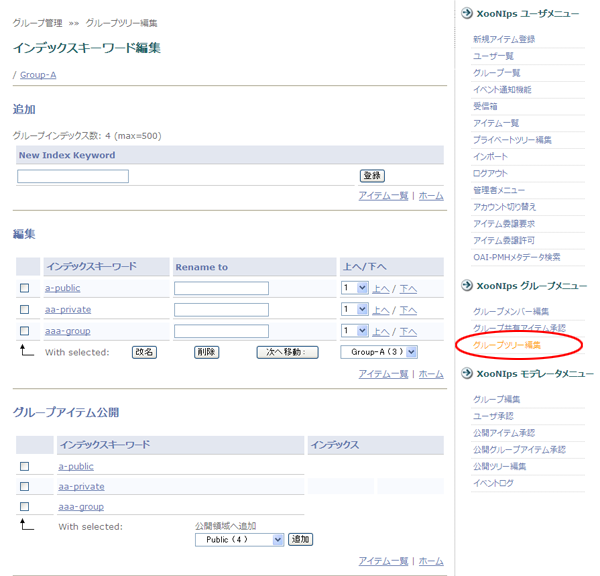 グループ管理 »» グループツリー編集
インデックスキーワード編集
/ Group-A
追加
グループインデックス数: 4 (max=500)
New Index Keyword
登録
アイテム一覧 | ホーム
編集
インデックスキーワード Rename to 上へ/下へ
a-public 1 上へ / 下へ
aa-private 1 上へ / 下へ
aaa-group 1 上へ / 下へ
With selected: 改名 削除 次へ移動: Group-A ( 3 )
アイテム一覧 | ホーム
グループアイテム公開
インデックスキーワード インデックス
a-public
aa-private
aaa-group
With selected: 公開領域へ追加
Public ( 4 ) 追加
アイテム一覧 | ホーム
XooNIps ユーザメニュー
新規アイテム登録
ユーザ一覧
グループ一覧
イベント通知機能
受信箱
アイテム一覧
プライベートツリー編集
インポート
ログアウト
管理者メニュー
アカウント切り替え
アイテム委譲要求
アイテム委譲許可
OAI-PMHメタデータ検索
XooNIps グループメニュー
グループメンバー編集
グループ共有アイテム承認
グループツリー編集
XooNIps モデレータメニュー
グループ編集
ユーザ承認
公開アイテム承認
公開グループアイテム承認
公開ツリー編集
イベントログ